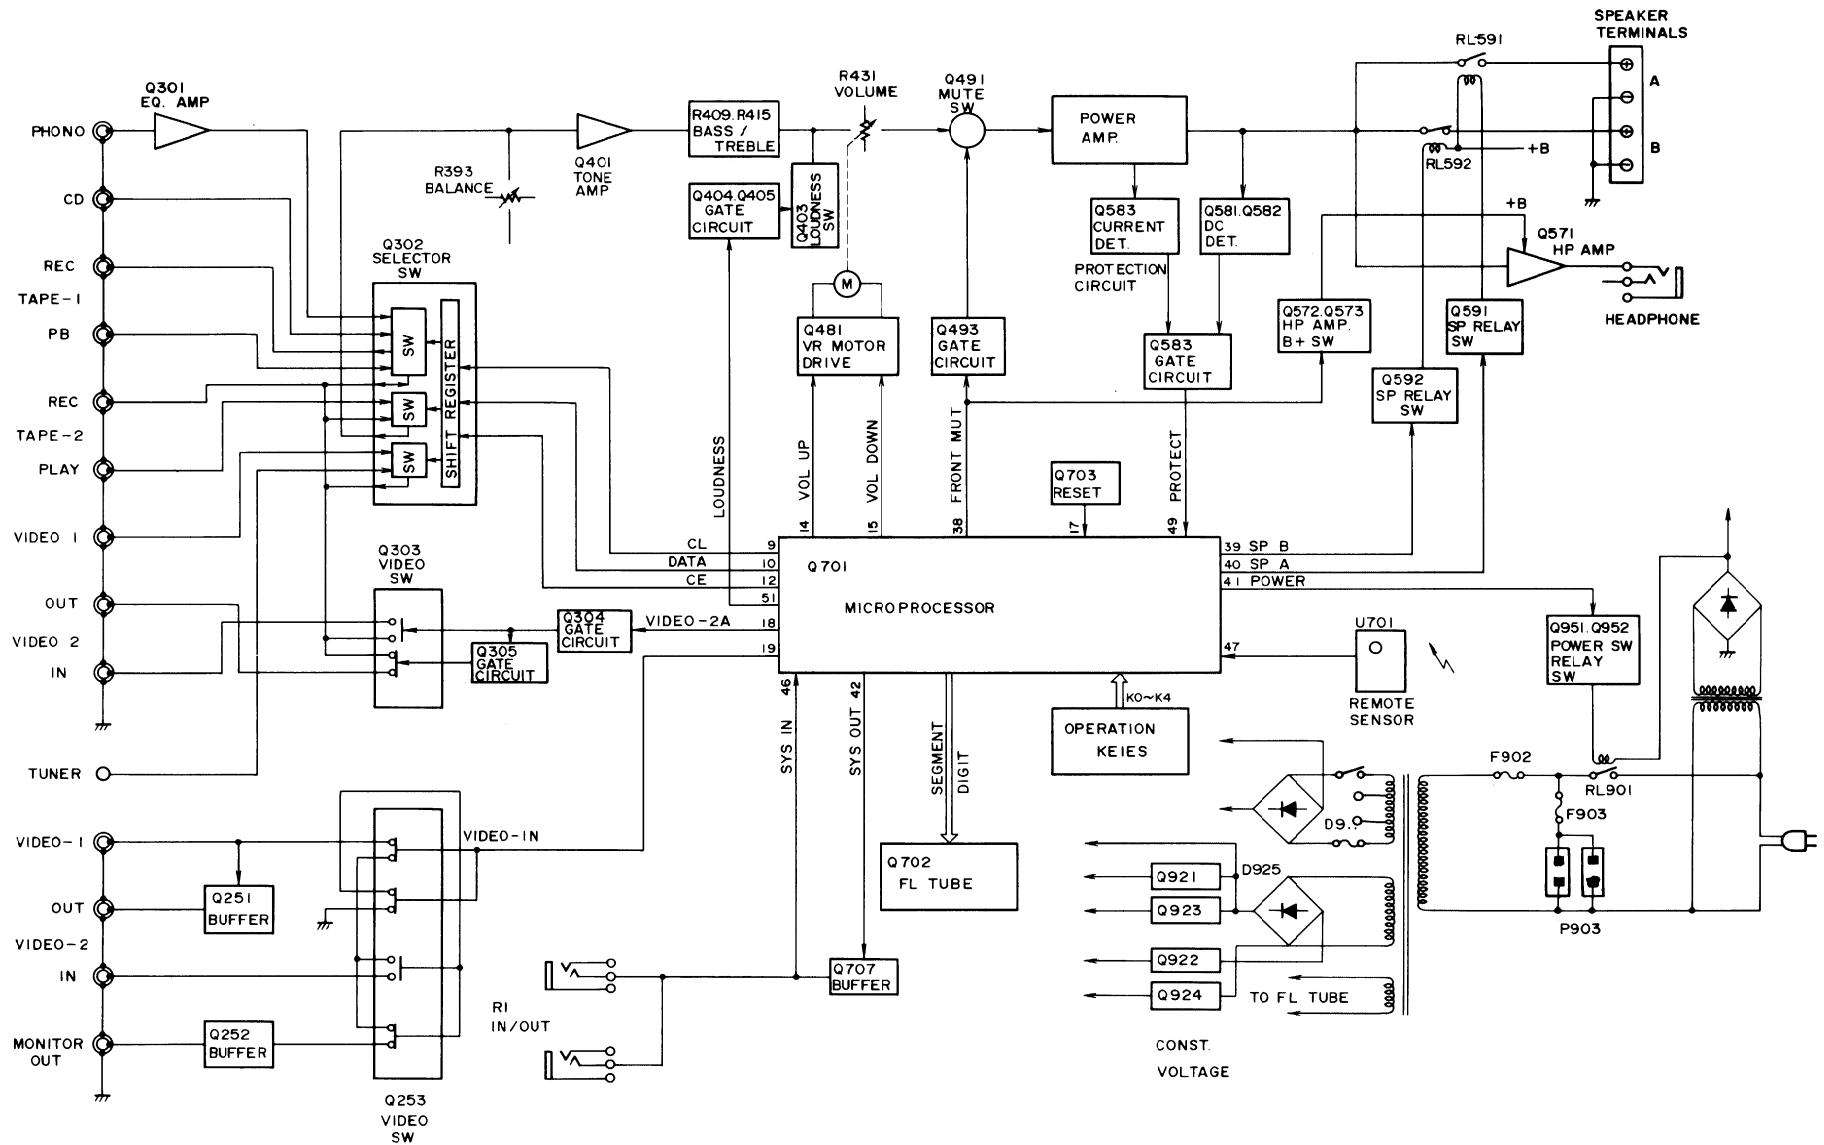 SPEAKER
TERMINALS
RL591
A
B
RL592
+B
Q301
EQ. AMP
PHONO
CD
REC
TAPE-1
PB
REC
TAPE-2
PLAY
VIDEO 1
OUT
VIDEO 2
IN
TUNER
VIDEO-1
OUT
VIDEO-2
IN
MONITOR
OUT
R393
BALANCE
Q401
TONE
AMP
R409.R415
BASS /
TREBLE
Q404.Q405
GATE
CIRCUIT
Q403
LOUDNESS
SW
R431
VOLUME
Q491
MUTE
SW
POWER
AMP.
Q583
CURRENT
DET.
Q581.Q582
DC
DET.
PROTECTION
CIRCUIT
+B
Q571
HP AMP
HEADPHONE
Q302
SELECTOR
SW
SW
SW
SW
SHIFT REGISTER
M
Q481
VR MOTOR
DRIVE
Q493
GATE
CIRCUIT
Q583
GATE
CIRCUIT
Q572.Q573
HP AMP.
B+ SW
Q591
SP RELAY
SW
Q592
SP RELAY
SW
LOUDNESS
VOL UP
VOL DOWN
FRONT MUT
PROTECT
Q703
RESET
14
15
38
17
49
Q303
VIDEO
SW
Q304
GATE
CIRCUIT
Q305
GATE
CIRCUIT
CL 9
DATA 10
CE 12
51
VIDEO-2A 18
19
Q701
MICROPROCESSOR
39 SP B
40 SP A
41 POWER
47
U701
REMOTE
SENSOR
Q951.Q952
POWER SW
RELAY
SW
46
SYS IN
42
SYS OUT
SEGMENT
DIGIT
K0~K4
OPERATION
KEIES
Q702
FL TUBE
Q707
BUFFER
VIDEO-IN
Q251
BUFFER
Q252
BUFFER
Q253
VIDEO
SW
R1
IN/OUT
F902
RL901
F903
P903
D925
Q921
Q923
Q922
Q924
TO FL TUBE
CONST.
VOLTAGE